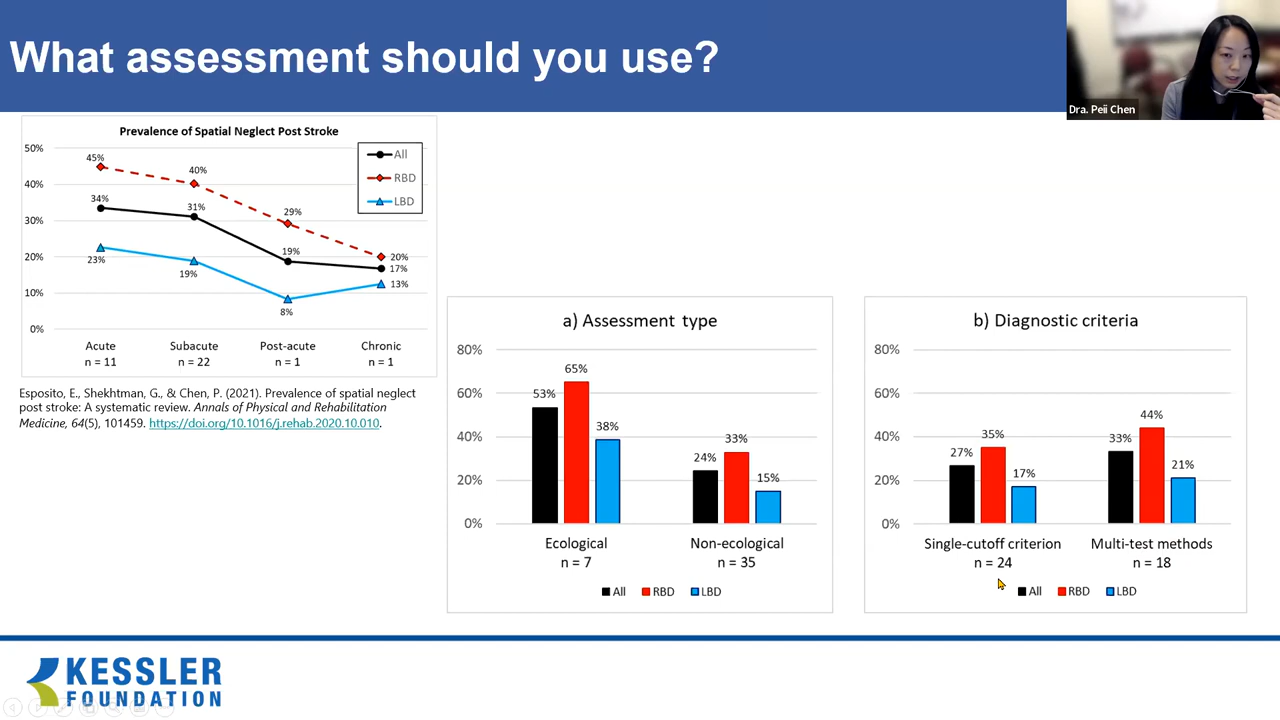 What assessment should you use?
Dra. Peii Chen
Prevalence of Spatial Neglect Post Stroke
50%
40%
30%
20%
10%
0%
45%
40%
29%
20%
34%
31%
19%
17%
23%
19%
8%
13%
All
RBD
LBD
Acute Subacute Post-acute Chronic
n = 11 n = 22 n = 1 n = 1
Esposito, E., Shekhtman, G., & Chen, P. (2021). Prevalence of spatial neglect
post stroke: A systematic review. Annals of Physical and Rehabilitation
Medicine, 64(5), 101459. https://doi.org/10.1016/j.rehab.2020.10.010.
a) Assessment type
80%
60%
40%
20%
0%
53% 65% 38%
24% 33% 15%
Ecological Non-ecological
n = 7 n = 35
All RBD LBD
b) Diagnostic criteria
80%
60%
40%
20%
0%
27% 35% 17%
33% 44% 21%
Single-cutoff criterion Multi-test methods
n = 24 n = 18
All RBD LBD
KESSLER
FOUNDATION